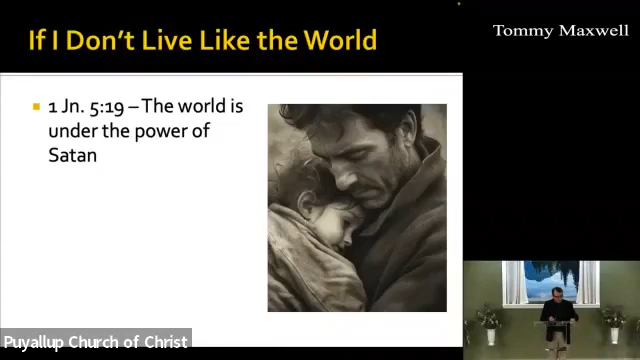 If I Don't Live Like the World
Tommy Maxwell
1 Jn. 5:19 – The world is
under the power of
Satan
Puyallup Church of Christ